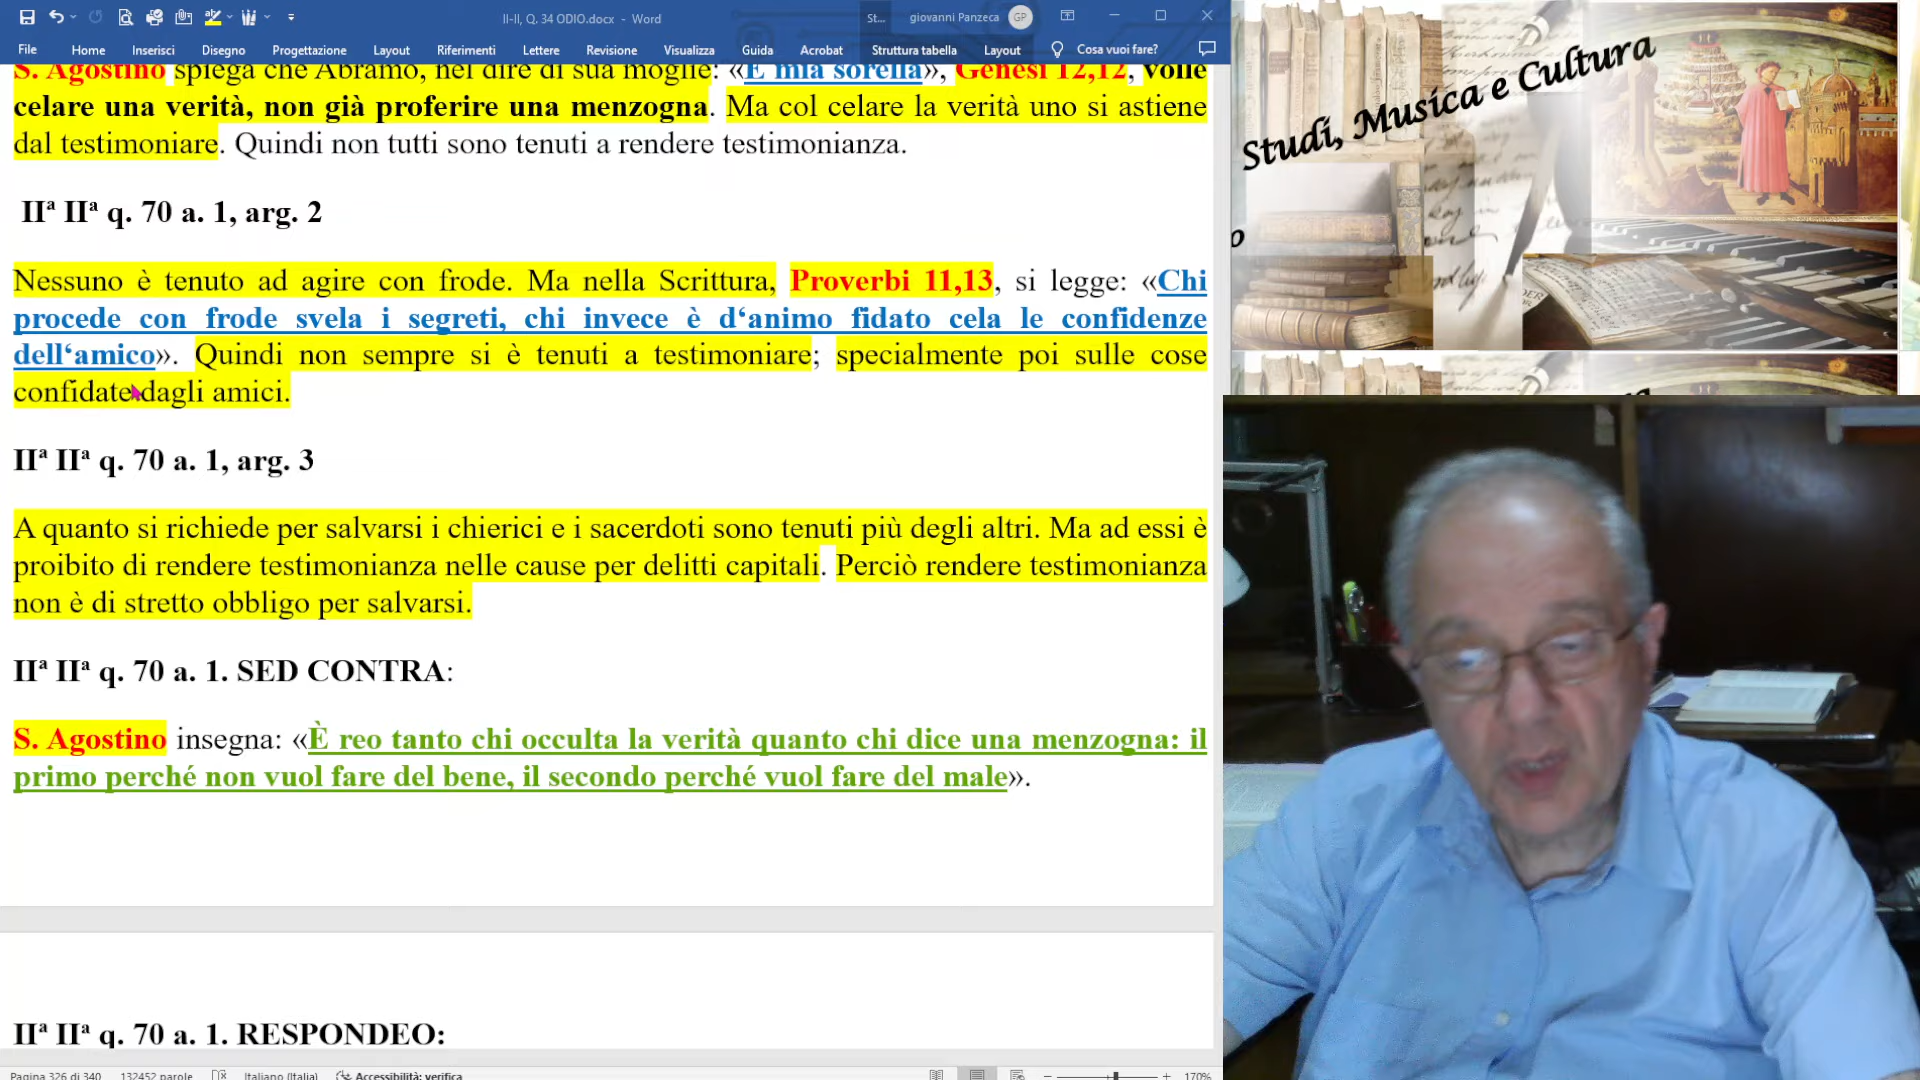 II-II, Q. 34 ODIO.docx - Word
St...
giovanni Panzeca
GP
File Home Inserisci Disegno Progettazione Layout Riferimenti Lettere Revisione Visualizza Guida Acrobat Struttura tabella Layout Cosa vuoi fare?
S. Agostino spiega che Abramo, nel dire di sua moglie: «È mia sorella», Genesi 12,12, volle
celare una verità, non già proferire una menzogna. Ma col celare la verità uno si astiene
dal testimoniare. Quindi non tutti sono tenuti a rendere testimonianza.
IIª IIª q. 70 a. 1, arg. 2
Nessuno è tenuto ad agire con frode. Ma nella Scrittura, Proverbi 11,13, si legge: «Chi
procede con frode svela i segreti, chi invece è d‘animo fidato cela le confidenze
dell‘amico». Quindi non sempre si è tenuti a testimoniare; specialmente poi sulle cose
confidate dagli amici.
IIª IIª q. 70 a. 1, arg. 3
A quanto si richiede per salvarsi i chierici e i sacerdoti sono tenuti più degli altri. Ma ad essi è
proibito di rendere testimonianza nelle cause per delitti capitali. Perciò rendere testimonianza
non è di stretto obbligo per salvarsi.
IIª IIª q. 70 a. 1. SED CONTRA:
S. Agostino insegna: «È reo tanto chi occulta la verità quanto chi dice una menzogna: il
primo perché non vuol fare del bene, il secondo perché vuol fare del male».
IIª IIª q. 70 a. 1. RESPONDEO:
Pagina 326 di 340 132452 parole Italiano (Italia) Accessibilità: verifica 170%
Studi, Musica e Cultura
o